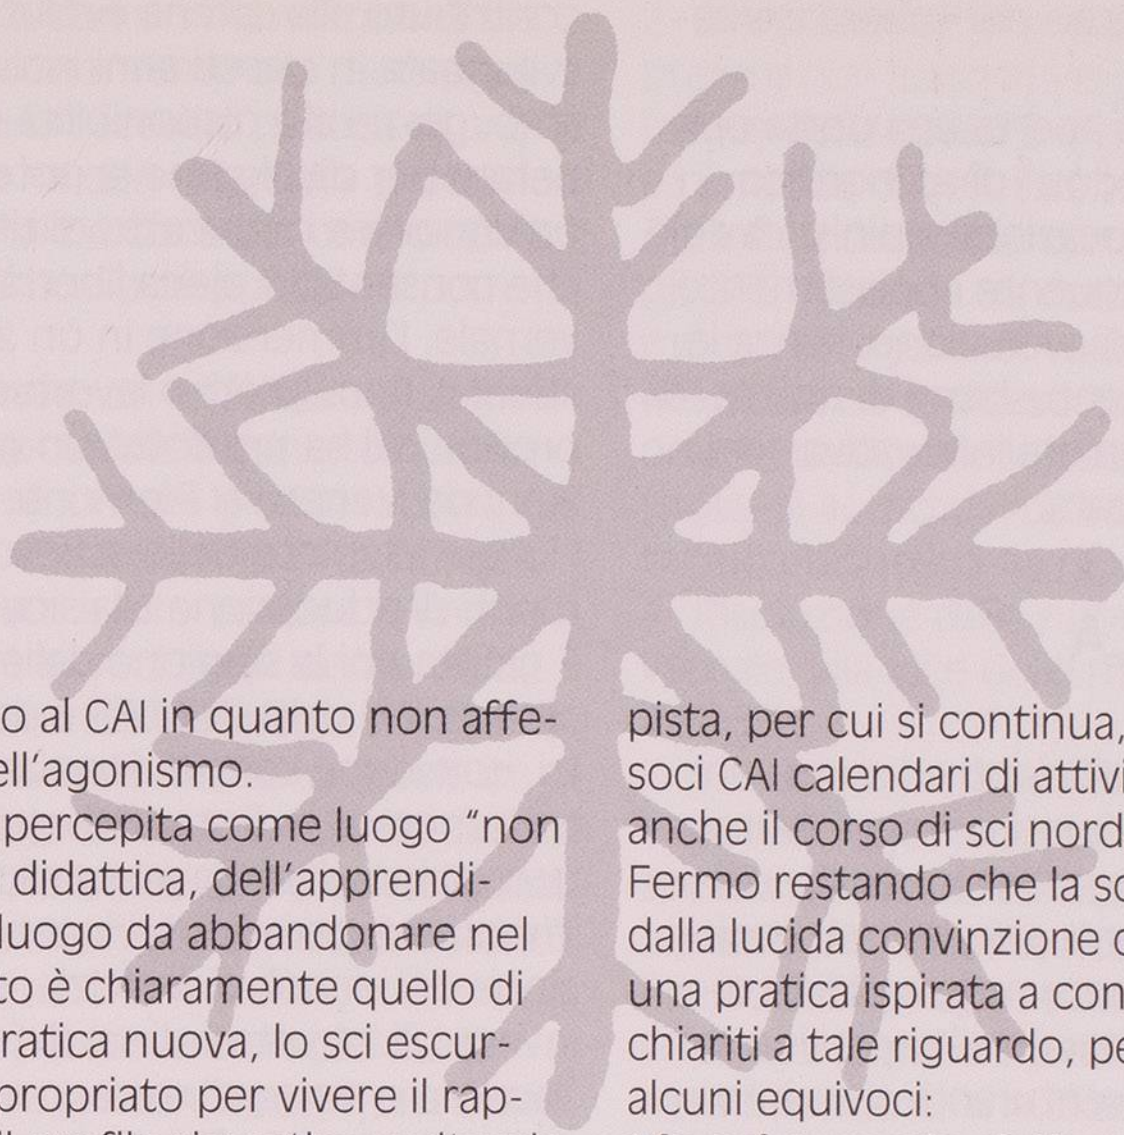 o al CAI in quanto non affe-
ell'agonismo.
percepita come luogo “non
didattica, dell'apprendi-
luogo da abbandonare nel
to è chiaramente quello di
ratica nuova, lo sci escur-
propriato per vivere il rap-
pista, per cui si continua,
soci CAI calendari di attivi
anche il corso di sci nord
Fermo restando che la sc
dalla lucida convinzione
una pratica ispirata a con
chiariti a tale riguardo, pe
alcuni equivoci: